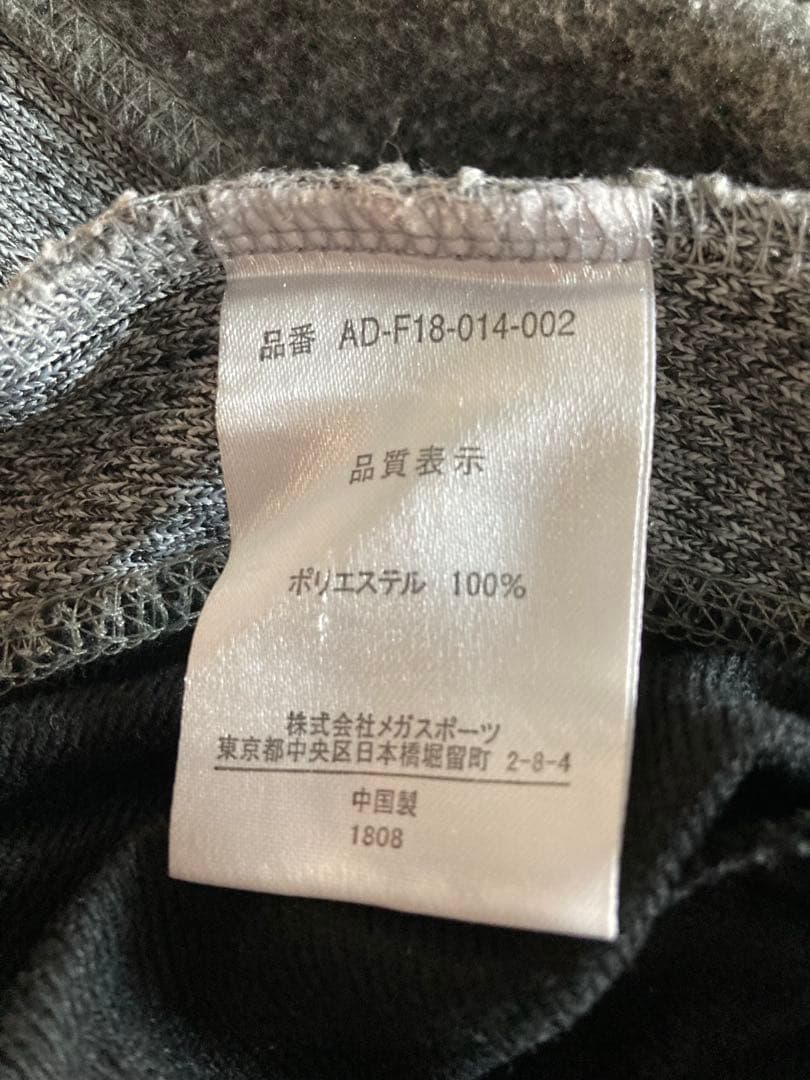 品番 AD-F18-014-002
品質表示
ポリエステル 100%
株式会社メガスポーツ
東京都中央区日本橋堀留町 2-8-4
中国製
1808